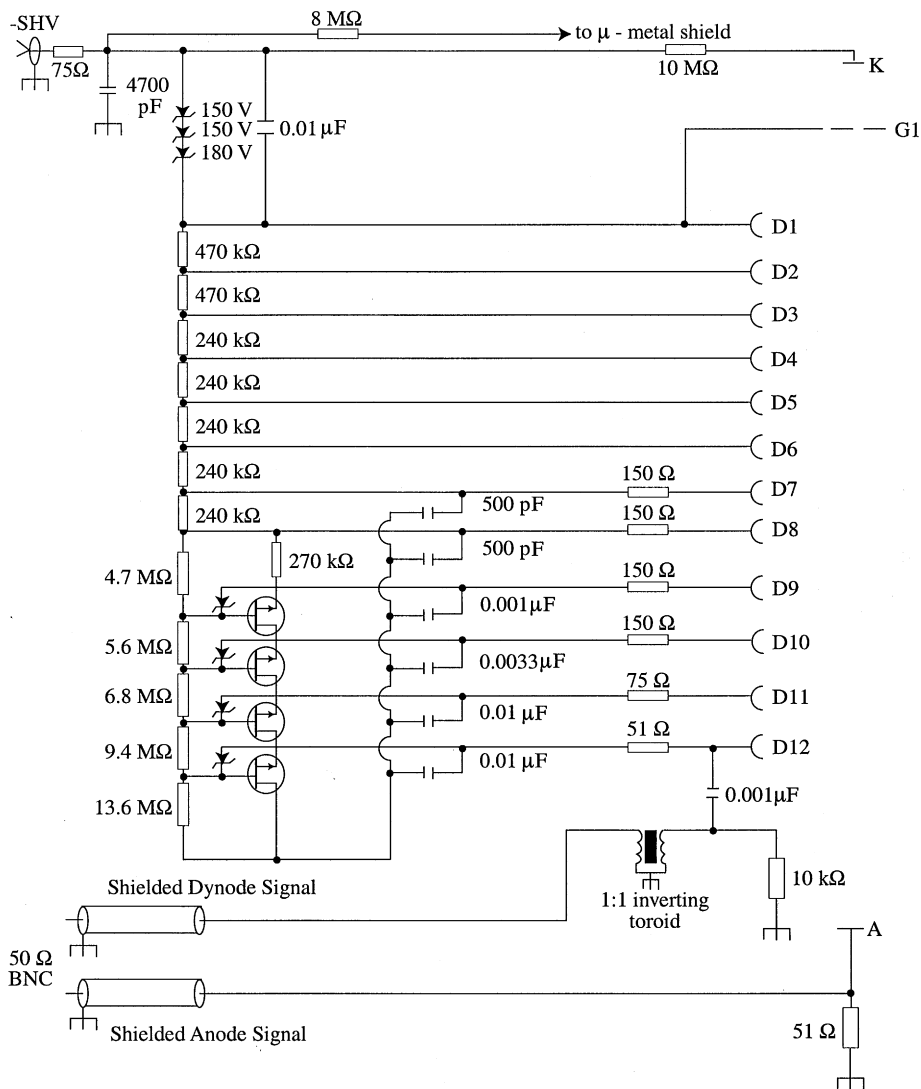 -SHV
8 MΩ
to μ - metal shield
75Ω
10 MΩ
K
4700
pF
150 V
150 V
180 V
0.01 μF
G1
D1
470 kΩ
D2
470 kΩ
D3
240 kΩ
D4
240 kΩ
D5
240 kΩ
D6
240 kΩ
150 Ω
D7
500 pF
240 kΩ
150 Ω
D8
270 kΩ
500 pF
4.7 MΩ
150 Ω
D9
0.001μF
150 Ω
5.6 MΩ
D10
0.0033μF
75 Ω
6.8 MΩ
D11
0.01 μF
51 Ω
9.4 MΩ
D12
0.01 μF
0.001μF
13.6 MΩ
Shielded Dynode Signal
10 kΩ
1:1 inverting
toroid
A
50 Ω
BNC
Shielded Anode Signal
51 Ω